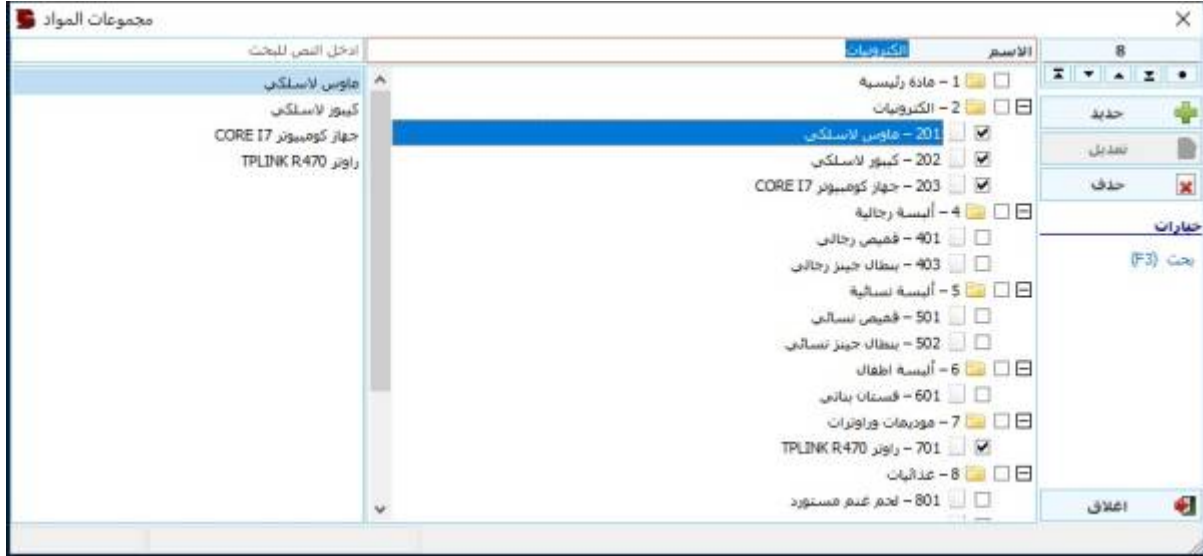 مجموعات المواد
8
الاسم
الكترونيات
ادخل النص للبحث
جديد
تعديل
حذف
خيارات
بحث (F3)
اغلاق
1 – مادة رئيسية
2 – الكترونيات
201 – ماوس لاسلكي
202 – كيبور لاسلكي
203 – جهاز كومبيوتر CORE I7
4 – ألبسة رجالية
401 – قميص رجالي
403 – بنطال جينز رجالي
5 – ألبسة نسائية
501 – قميص نسائي
502 – بنطال جينز نسائي
6 – ألبسة اطفال
601 – فستان بناتي
7 – موديمات وراوترات
701 – راوتر TPLINK R470
8 – غذائيات
801 – لحم غنم مستورد
ماوس لاسلكي
كيبور لاسلكي
جهاز كومبيوتر CORE I7
راوتر TPLINK R470